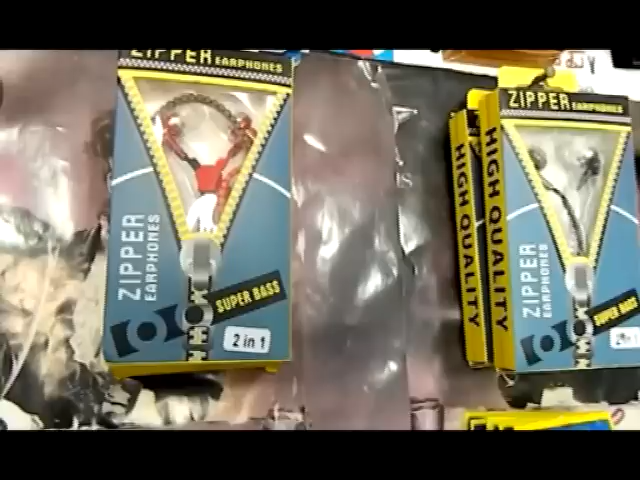 ZIPPER EARPHONES
ZIPPER
EARPHONES
SUPER BASS
2 in 1
HIGH QUALITY
HIGH QUALITY
ZIPPER EARPHONES
ZIPPER
EARPHONES
SUPER BASS